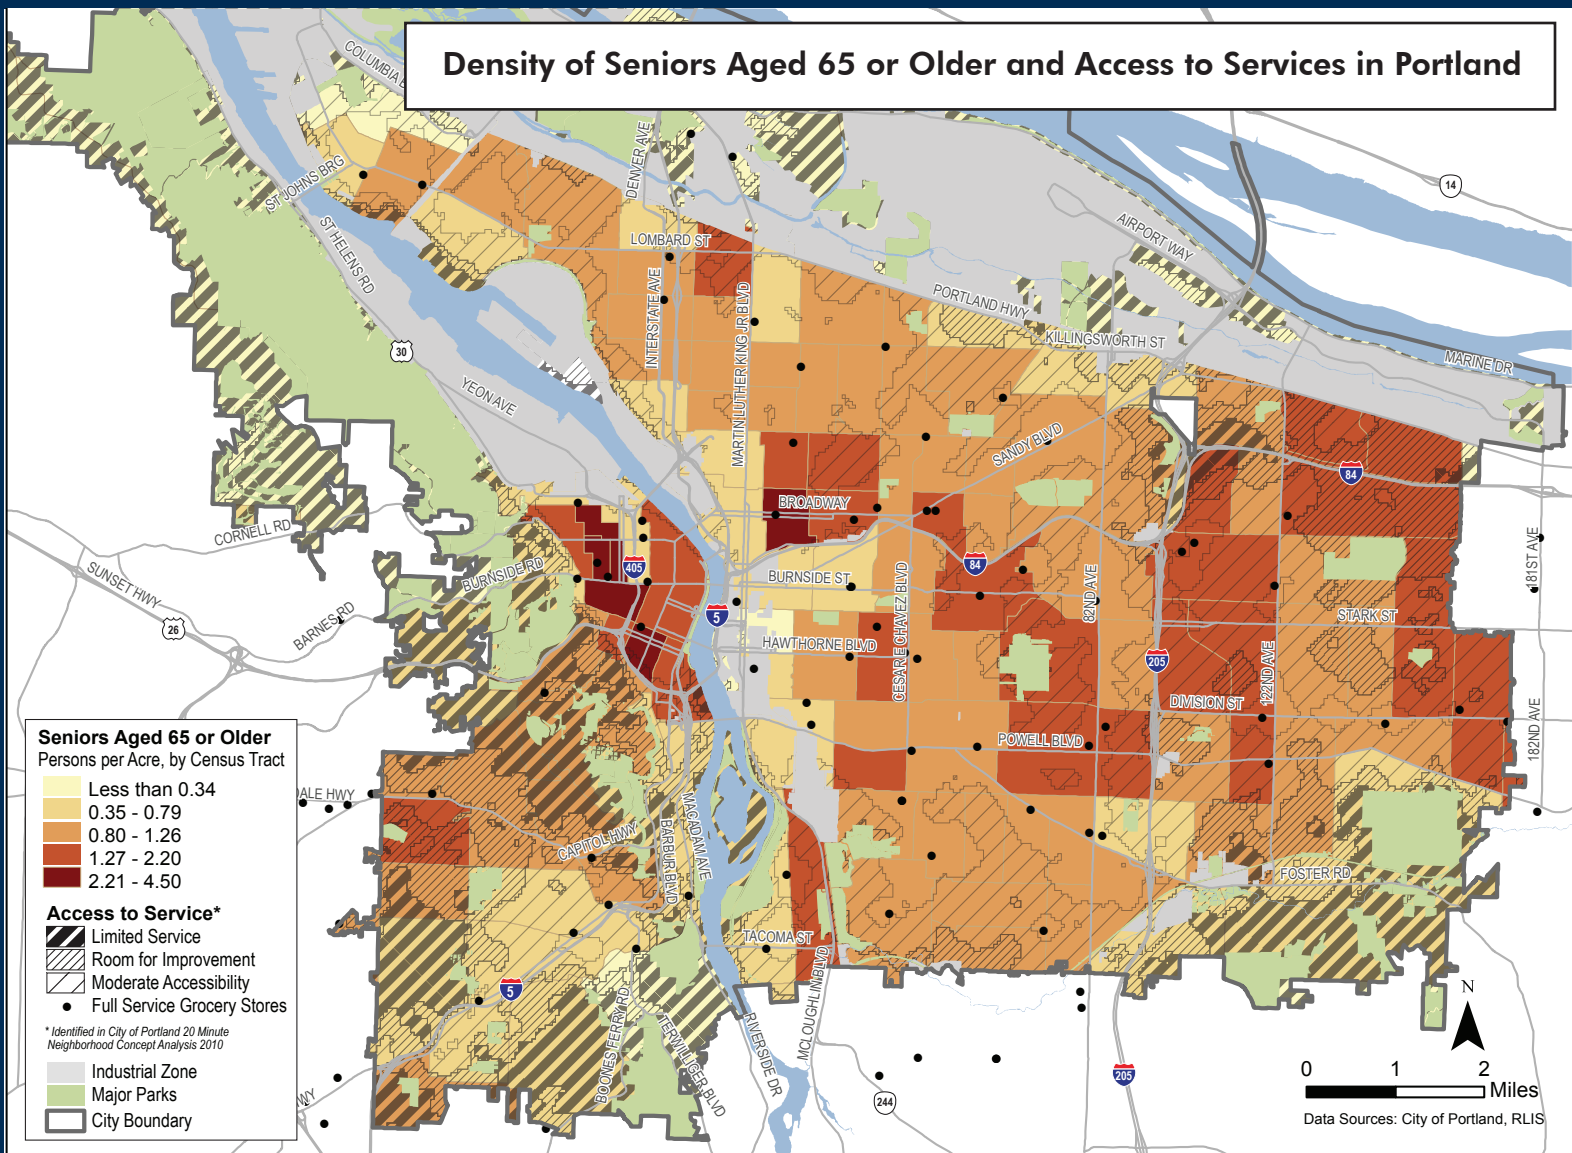 Density of Seniors Aged 65 or Older and Access to Services in Portland
COLUMBIA
DENVER AVE
14
ST JOHNS BRG
AIRPORT WAY
ST HELENS RD
LOMBARD ST
INTERSTATE AVE
MARTIN LUTHER KING JR BLVD
PORTLAND HWY
KILLINGSWORTH ST
MARINE DR
30
YEON AVE
SANDY BLVD
84
BROADWAY
CORNELL RD
SUNSET HWY
BURNSIDE RD
405
84
181ST AVE
BURNSIDE ST
CESAR E CHAVEZ BLVD
82ND AVE
BARNES RD
26
5
STARK ST
HAWTHORNE BLVD
205
122ND AVE
DIVISION ST
182ND AVE
POWELL BLVD
DALE HWY
MACADAM AVE
BARBUR BLVD
CAPITOL HWY
FOSTER RD
TACOMA ST
5
MCLOUGHLIN BLVD
BOONES FERRY RD
TERWILLIGER BLVD
RIVERSIDE DR
205
244
WY
Seniors Aged 65 or Older
Persons per Acre, by Census Tract
Less than 0.34
0.35 - 0.79
0.80 - 1.26
1.27 - 2.20
2.21 - 4.50
Access to Service*
Limited Service
Room for Improvement
Moderate Accessibility
Full Service Grocery Stores
* Identified in City of Portland 20 Minute
Neighborhood Concept Analysis 2010
Industrial Zone
Major Parks
City Boundary
N
0 1 2
Miles
Data Sources: City of Portland, RLIS